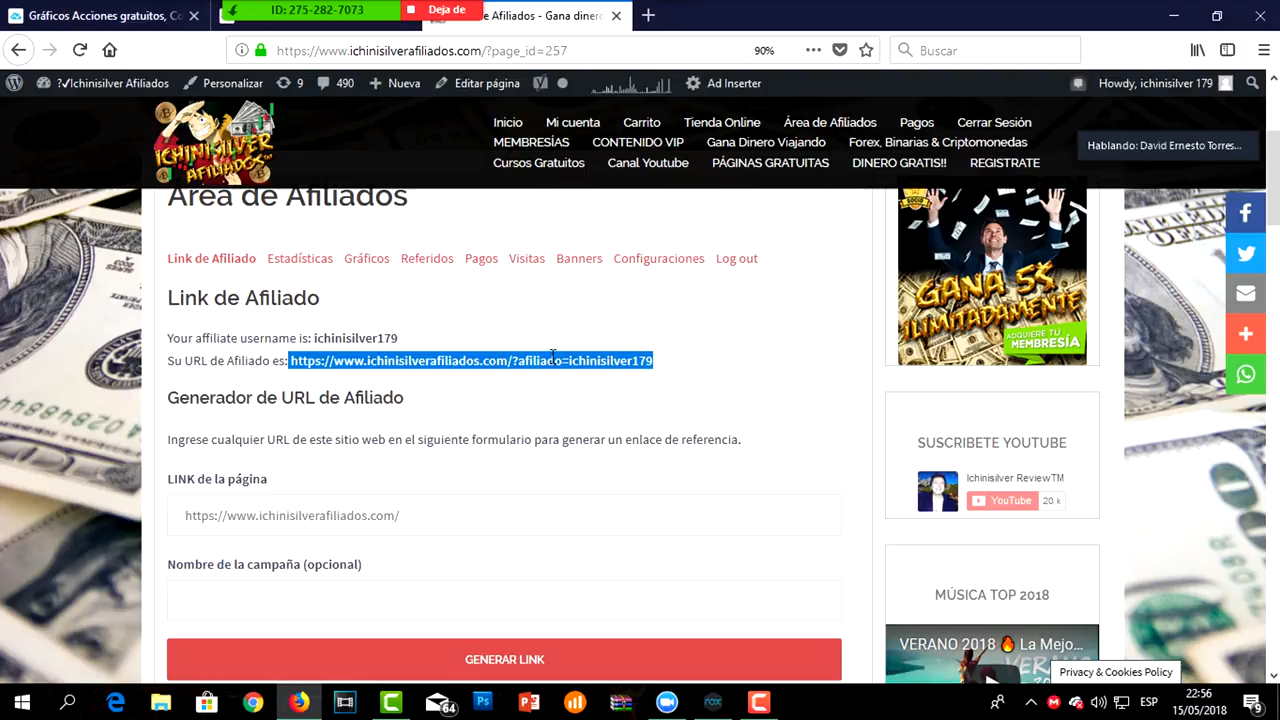 Gráficos Acciones gratuitos, Co
ID: 275-282-7073
Deja de
de Afiliados - Gana dinero
https://www.ichinisilverafiliados.com/?page_id=257
90%
Buscar
?√Ichinisilver Afiliados
Personalizar
9
490
Nueva
Editar página
Ad Inserter
Howdy, ichinisilver 179
ICHINISILVER
AFILIADOS
Inicio
Mi cuenta
Carrito
Tienda Online
Área de Afiliados
Pagos
Cerrar Sesión
MEMBRESÍAS
CONTENIDO VIP
Gana Dinero Viajando
Forex, Binarias & Criptomonedas
Cursos Gratuitos
Canal Youtube
PÁGINAS GRATUITAS
DINERO GRATIS!!
REGISTRATE
Hablando: David Ernesto Torres...
Área de Afiliados
Link de Afiliado
Estadísticas
Gráficos
Referidos
Pagos
Visitas
Banners
Configuraciones
Log out
Link de Afiliado
Your affiliate username is: ichinisilver179
Su URL de Afiliado es: https://www.ichinisilverafiliados.com/?afiliado=ichinisilver179
Generador de URL de Afiliado
Ingrese cualquier URL de este sitio web en el siguiente formulario para generar un enlace de referencia.
LINK de la página
https://www.ichinisilverafiliados.com/
Nombre de la campaña (opcional)
GENERAR LINK
SOCIO
GANA 5$
ILIMITADAMENTE
ADQUIERE TU
MEMBRESÍA
SUSCRIBETE YOUTUBE
Ichinisilver ReviewTM
YouTube
20 k
MÚSICA TOP 2018
VERANO 2018 🔥 La Mejo...
Privacy & Cookies Policy
64
ESP
22:56
15/05/2018
9